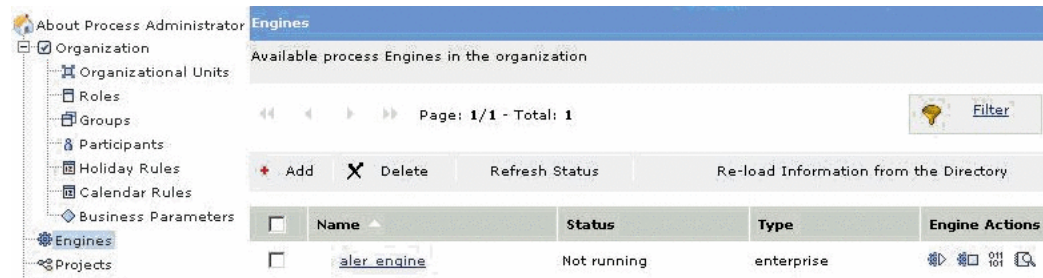 About Process Administrator
Organization
Organizational Units
Roles
Groups
Participants
Holiday Rules
Calendar Rules
Business Parameters
Engines
Projects
Engines
Available process Engines in the organization
Page: 1/1 - Total: 1
Filter
Add Delete Refresh Status Re-load Information from the Directory
Name Status Type Engine Actions
aler_engine Not running enterprise